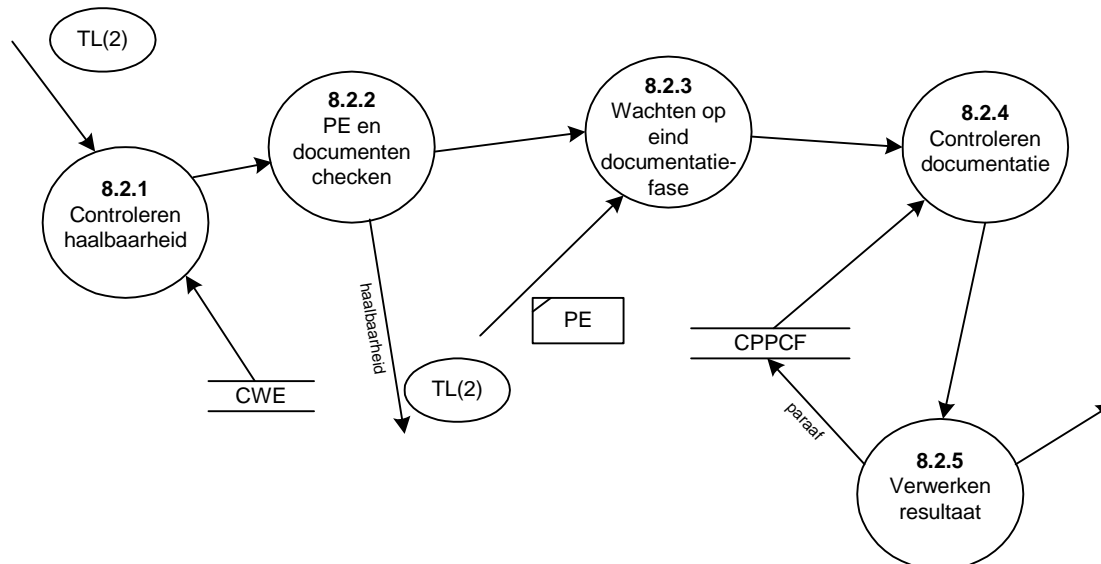 TL(2)
8.2.1
Controleren
haalbaarheid
8.2.2
PE en
documenten
checken
8.2.3
Wachten op
eind
documentatie-
fase
8.2.4
Controleren
documentatie
haalbaarheid
CWE
TL(2)
PE
CPPCF
paraaf
8.2.5
Verwerken
resultaat